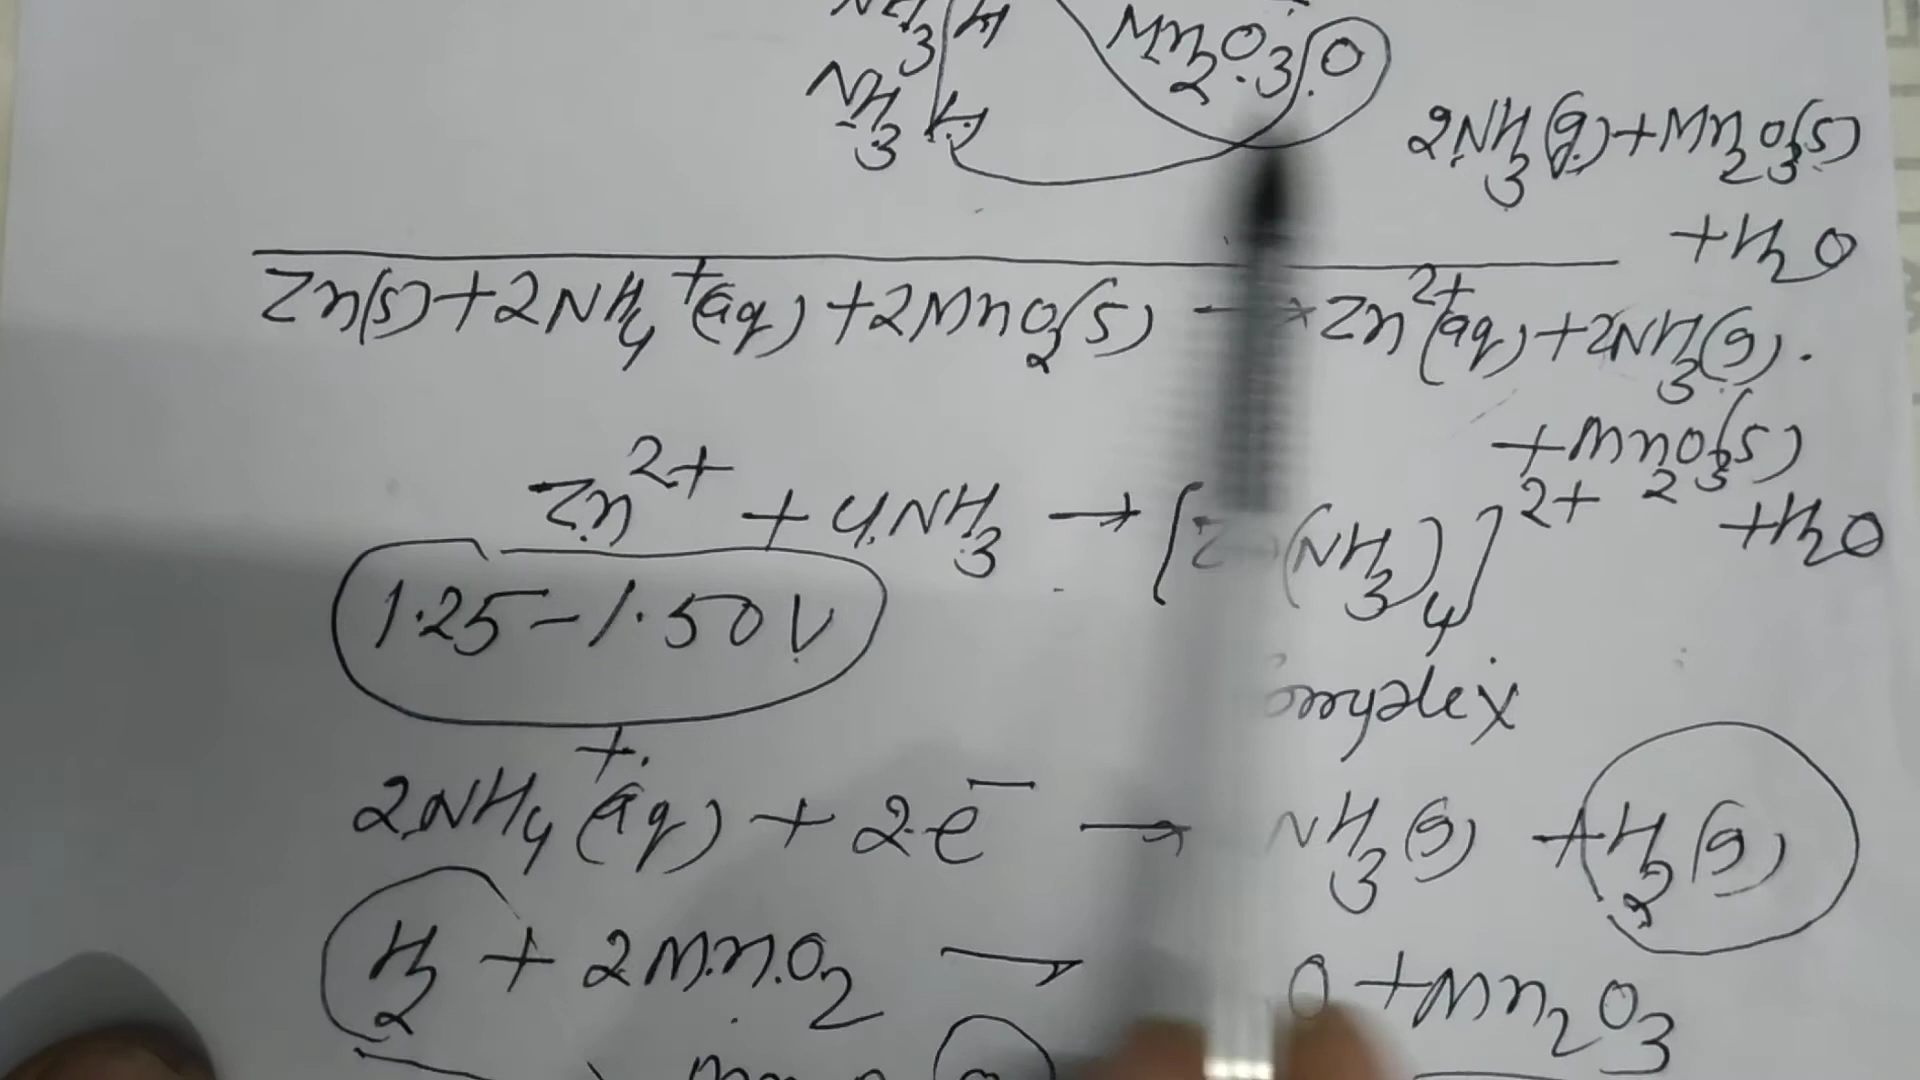 NH3 H Mn2O3 O
NH3 H
2NH3(g)+Mn2O3(s)
+H2O
Zn(s)+2NH4+(aq)+2MnO2(s) → Zn2+(aq)+2NH3(g).
+Mn2O3(s)
+H2O
Zn2+ + 4NH3 → [Z (NH3)4]2+
1.25-1.50V
omplex
2NH4+(aq) + 2e- → NH3(g) + H2(g)
H2 + 2MnO2 → O + Mn2O3